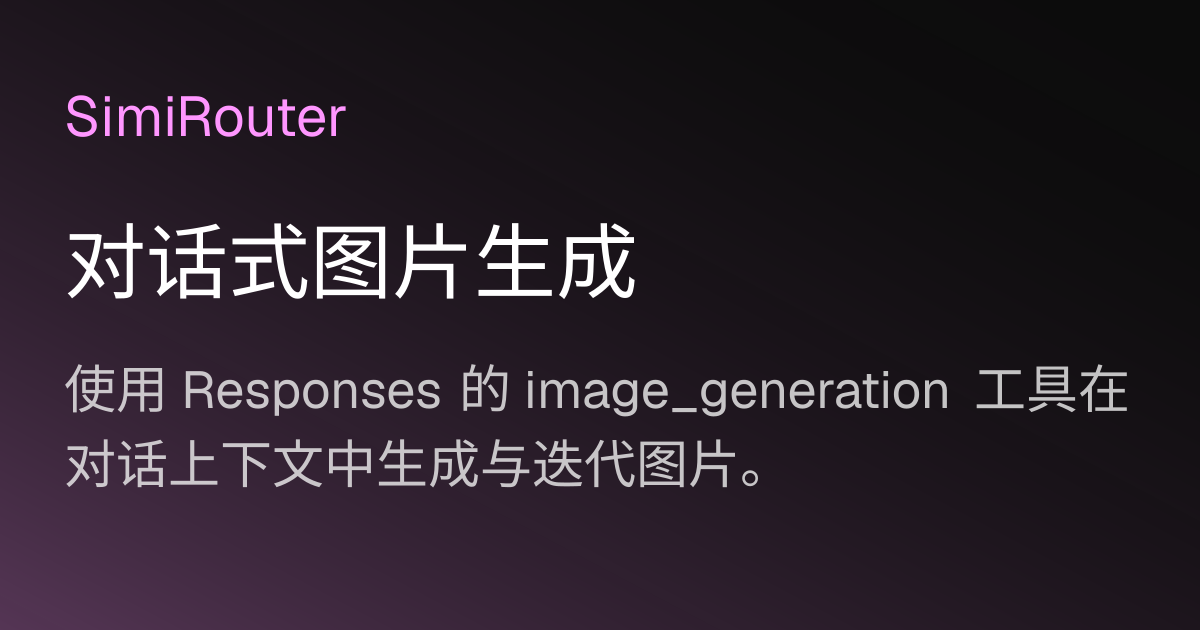 SimiRouter
对话式图片生成
使用 Responses 的 image_generation 工具在
对话上下文中生成与迭代图片。